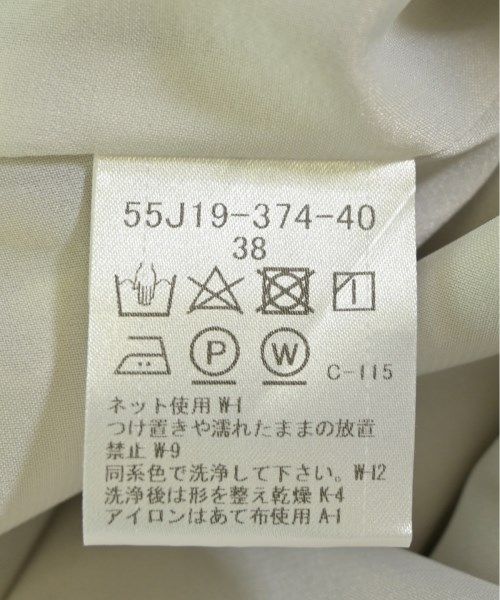 55J19-374-40
38
P W C-115
ネット使用 W-1
つけ置きや濡れたままの放置
禁止 W-9
同系色で洗浄して下さい。W-12
洗浄後は形を整え乾燥 K-4
アイロンはあて布使用 A-1